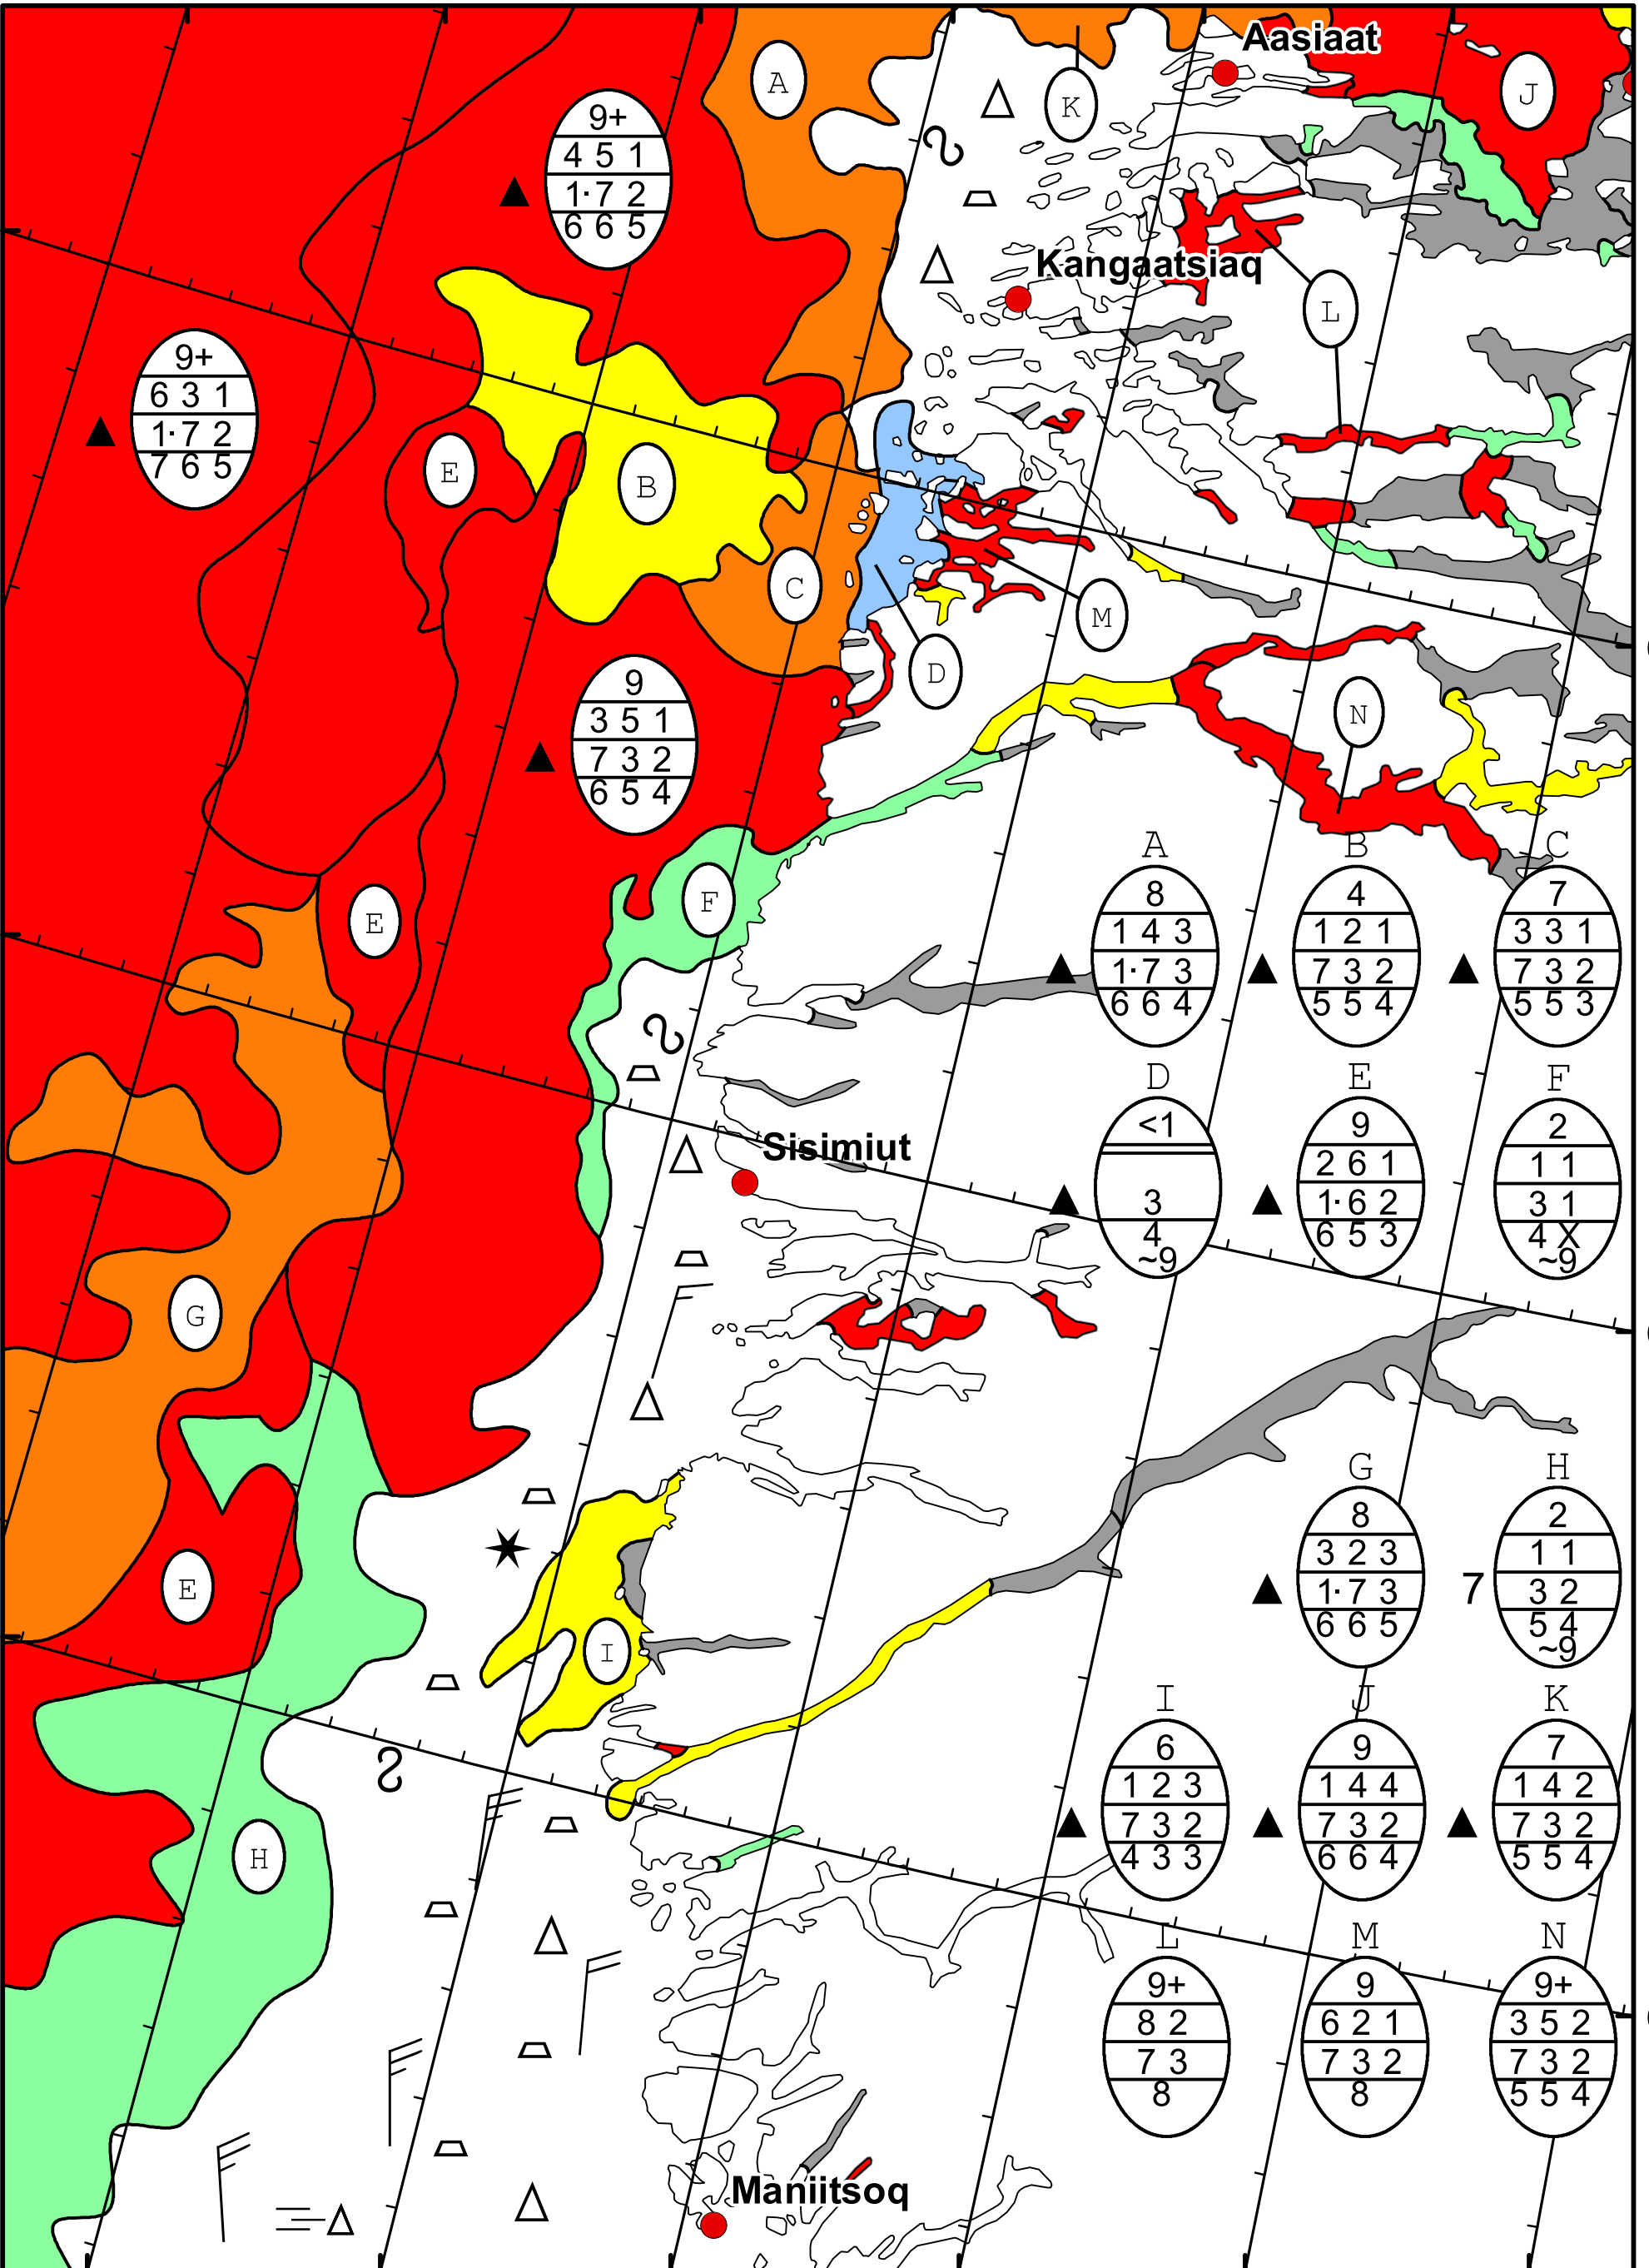 Aasiaat
A
K
J
9+
4 5 1
1· 7 2
6 6 5
Kangaatsiaq
L
9+
6 3 1
1· 7 2
7 6 5
E
B
C
M
D
9
3 5 1
7 3 2
6 5 4
N
F
E
A
8
1 4 3
1· 7 3
6 6 4
B
4
1 2 1
7 3 2
5 5 4
C
7
3 3 1
7 3 2
5 5 3
D
<1
3
4
~9
E
9
2 6 1
1· 6 2
6 5 3
F
2
1 1
3 1
4 X
~9
Sisimiut
G
G
8
3 2 3
1· 7 3
6 6 5
H
2
1 1
7
3 2
5 4
~9
E
I
I
6
1 2 3
7 3 2
4 3 3
J
9
1 4 4
7 3 2
6 6 4
K
7
1 4 2
7 3 2
5 5 4
H
L
9+
8 2
7 3
8
M
9
6 2 1
7 3 2
8
N
9+
3 5 2
7 3 2
5 5 4
Maniitsoq